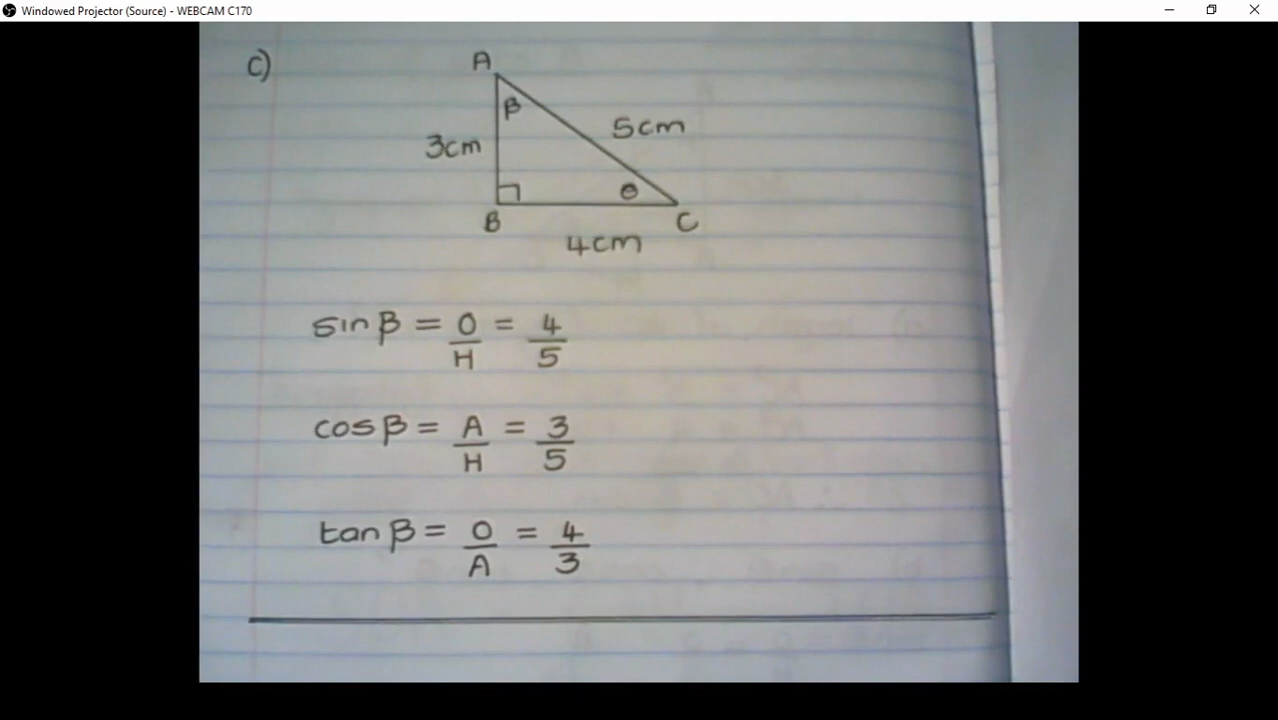 Windowed Projector (Source) - WEBCAM C170
c)
A
β
5cm
3cm
θ
B
C
4cm
sin β = O/H = 4/5
cos β = A/H = 3/5
tan β = O/A = 4/3